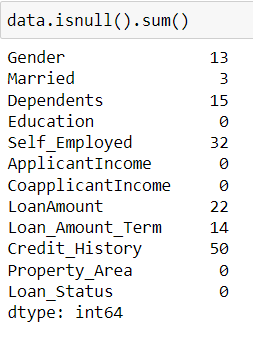 data.isnull().sum()
Gender 13
Married 3
Dependents 15
Education 0
Self_Employed 32
ApplicantIncome 0
CoapplicantIncome 0
LoanAmount 22
Loan_Amount_Term 14
Credit_History 50
Property_Area 0
Loan_Status 0
dtype: int64